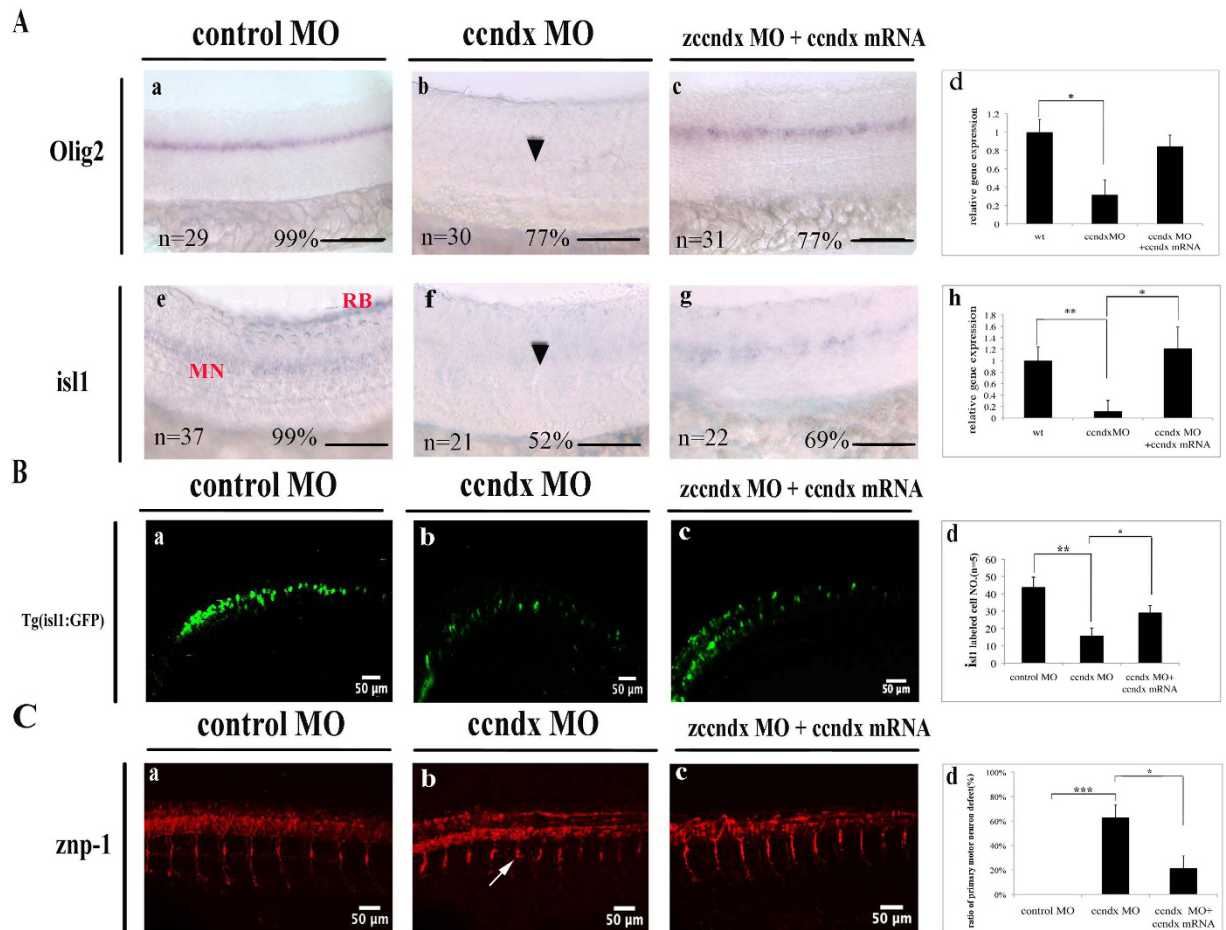 A
control MO
ccndx MO
zccndx MO + ccndx mRNA
Olig2
a
n=29 99%
b
n=30 77%
c
n=31 77%
d
relative gene expression
1.2
1
0.8
0.6
0.4
0.2
0
*
wt
ccndxMO
ccndx MO
+ccndx mRNA
isl1
e
RB
MN
n=37 99%
f
n=21 52%
g
n=22 69%
h
relative gene expression
1.8
1.6
1.4
1.2
1
0.8
0.6
0.4
0.2
0
**
*
wt
ccndxMO
ccndx MO
+ccndx mRNA
B
control MO
ccndx MO
zccndx MO + ccndx mRNA
Tg(isl1:GFP)
a
50 µm
b
50 µm
c
50 µm
d
isl1 labeled cell NO.(n=5)
60
50
40
30
20
10
0
**
*
control MO
ccndx MO
ccndx MO+
ccndx mRNA
C
control MO
ccndx MO
zccndx MO + ccndx mRNA
znp-1
a
50 µm
b
50 µm
c
50 µm
d
ratio of primary motor neuron defect(%)
100%
80%
60%
40%
20%
0
***
*
control MO
ccndx MO
ccndx MO+
ccndx mRNA